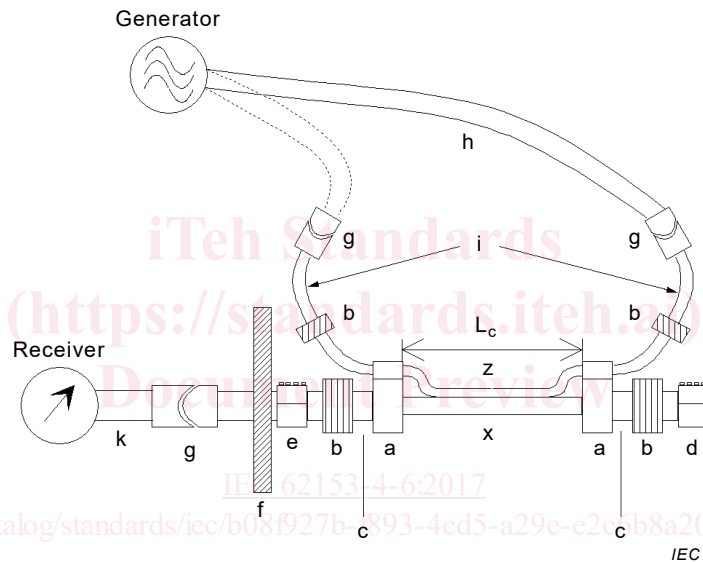 Generator
h
g
i
g
iTeh Standards
b
b
(https://standards.iteh.ai)
Lc
Receiver
z
Document Preview
k
g
e
b
a
x
a
b
d
f
IEC 62153-4-6:2017
c
c
IEC